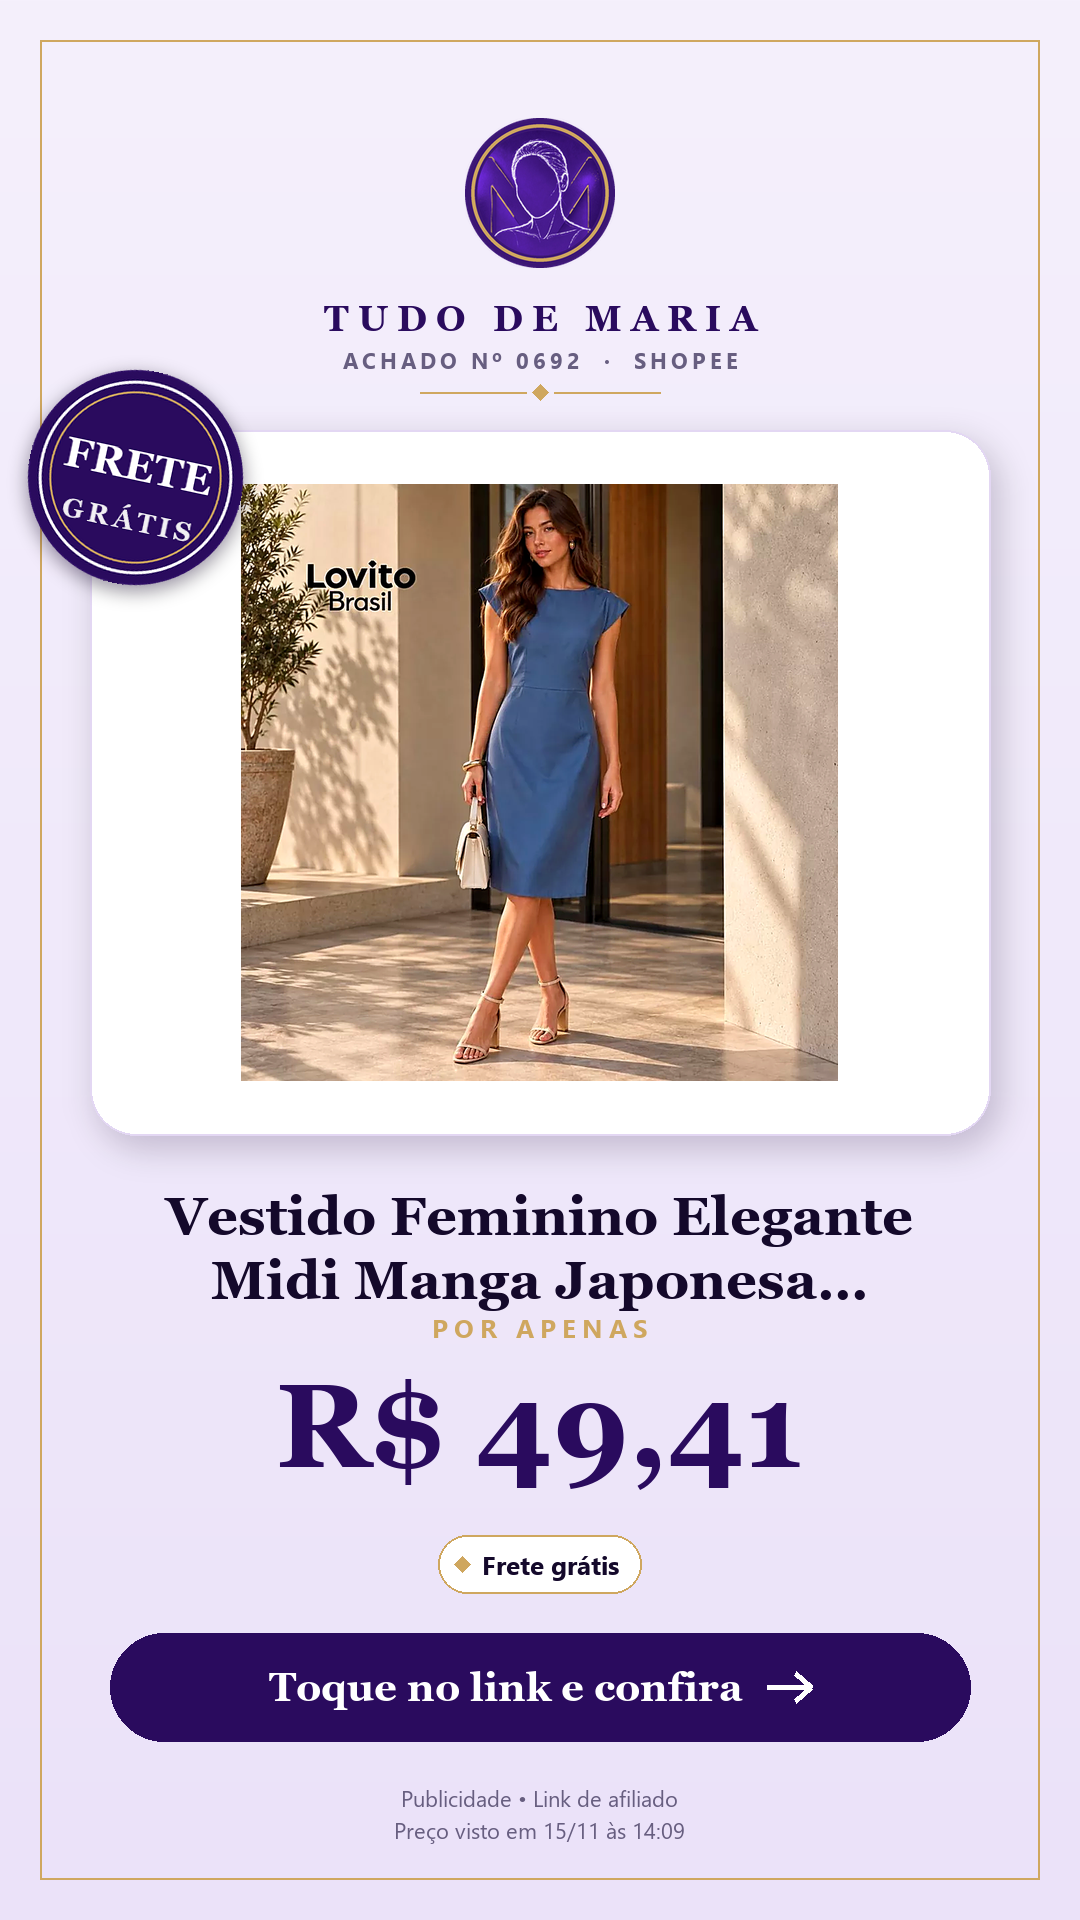 TUDO DE MARIA
ACHADO Nº 0692 · SHOPEE
FRETE
GRÁTIS
Lovito
Brasil
Vestido Feminino Elegante
Midi Manga Japonesa...
POR APENAS
R$ 49,41
Frete grátis
Toque no link e confira →
Publicidade • Link de afiliado
Preço visto em 15/11 às 14:09